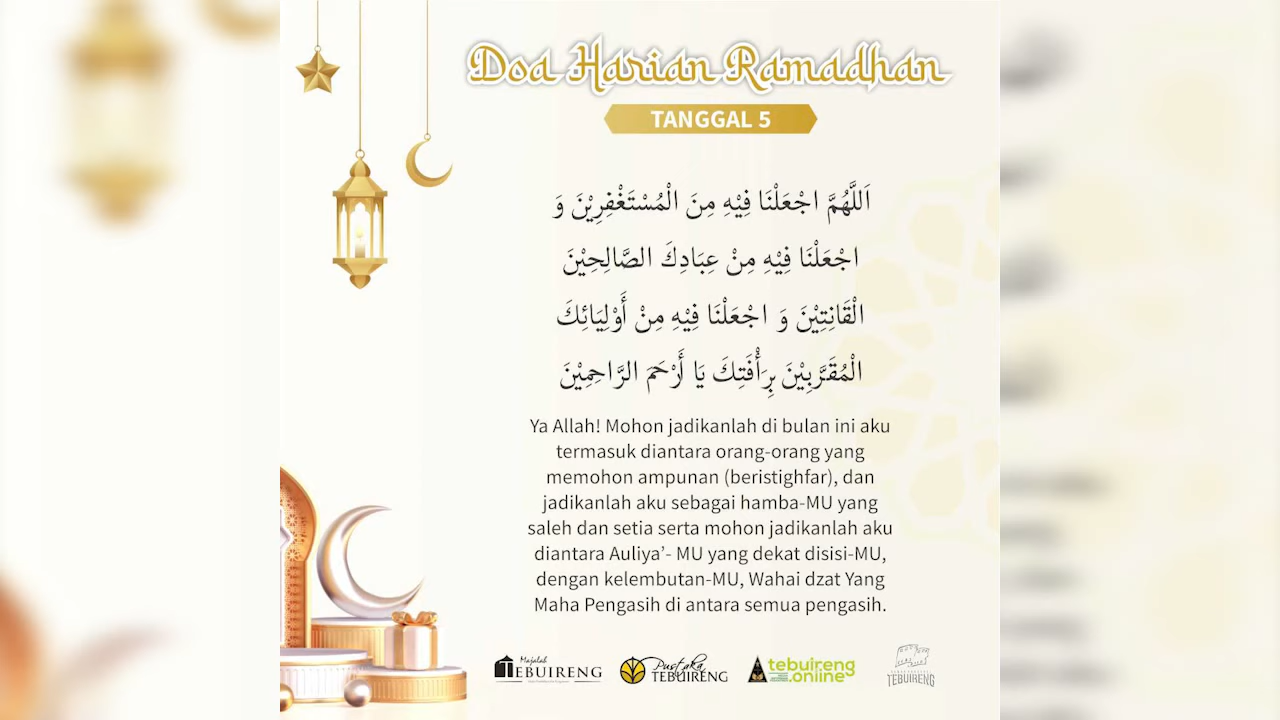 Doa Harian Ramadhan
TANGGAL 5
اَللَّهُمَّ اجْعَلْنَا فِيْهِ مِنَ الْمُسْتَغْفِرِيْنَ وَ
اجْعَلْنَا فِيْهِ مِنْ عِبَادِكَ الصَّالِحِيْنَ
الْقَانِتِيْنَ وَ اجْعَلْنَا فِيْهِ مِنْ أَوْلِيَائِكَ
الْمُقَرَّبِيْنَ بِرَأْفَتِكَ يَا أَرْحَمَ الرَّاحِمِيْنَ
Ya Allah! Mohon jadikanlah di bulan ini aku
termasuk diantara orang-orang yang
memohon ampunan (beristighfar), dan
jadikanlah aku sebagai hamba-MU yang
saleh dan setia serta mohon jadikanlah aku
diantara Auliya’- MU yang dekat disisi-MU,
dengan kelembutan-MU, Wahai dzat Yang
Maha Pengasih di antara semua pengasih.
Majalah TEBUIRENG
Pustaka TEBUIRENG
tebuireng.online
TEBUIRENG